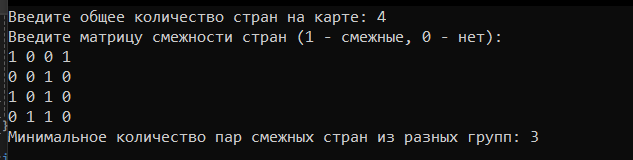 Введите общее количество стран на карте: 4
Введите матрицу смежности стран (1 - смежные, 0 - нет):
1 0 0 1
0 0 1 0
1 0 1 0
0 1 1 0
Минимальное количество пар смежных стран из разных групп: 3